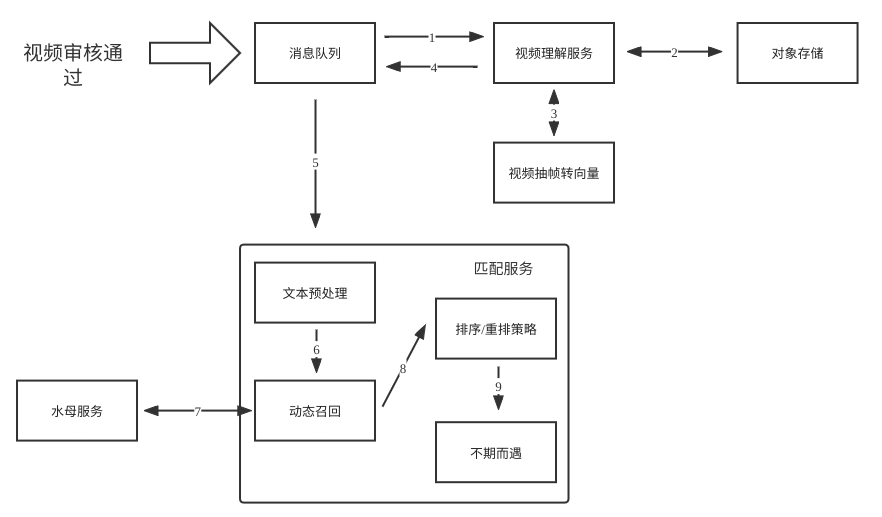 视频审核通
过
消息队列
1
4
视频理解服务
2
对象存储
3
视频抽帧转向量
5
匹配服务
文本预处理
排序/重排策略
6
8
水母服务
7
动态召回
9
不期而遇